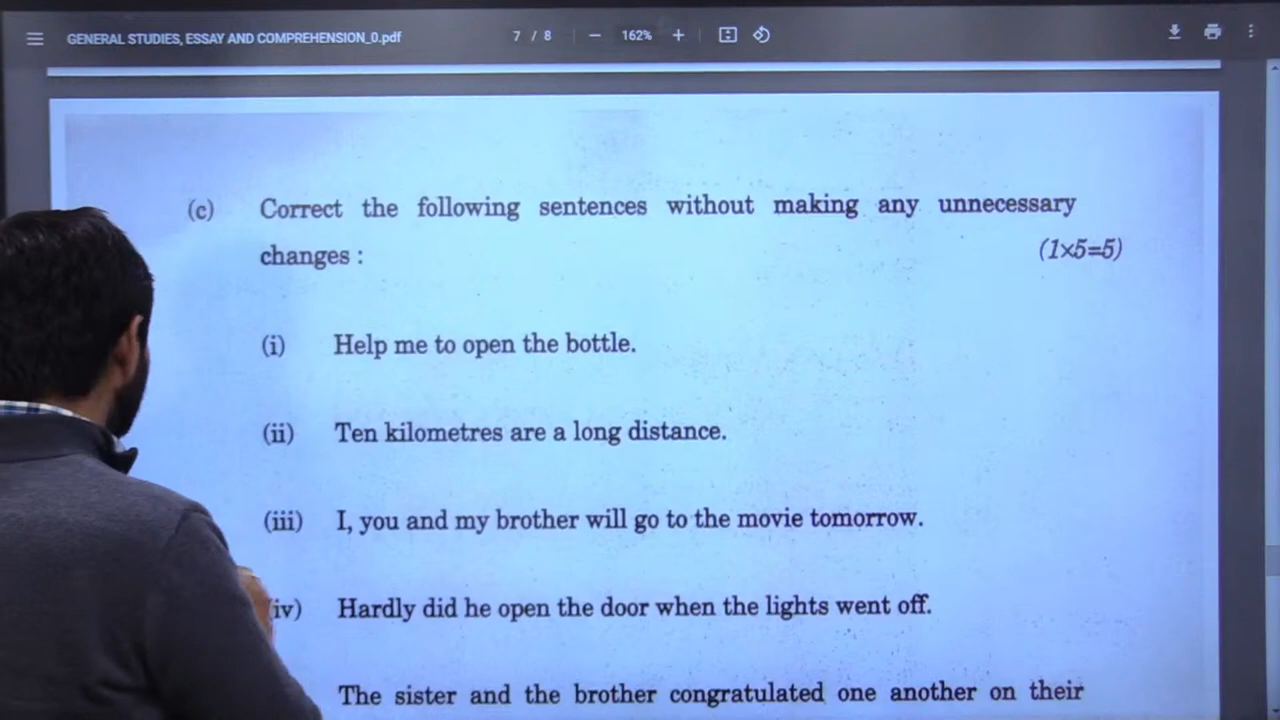 GENERAL STUDIES, ESSAY AND COMPREHENSION_0.pdf 7 / 8 162%
(c) Correct the following sentences without making any unnecessary
changes : (1×5=5)
(i) Help me to open the bottle.
(ii) Ten kilometres are a long distance.
(iii) I, you and my brother will go to the movie tomorrow.
(iv) Hardly did he open the door when the lights went off.
The sister and the brother congratulated one another on their